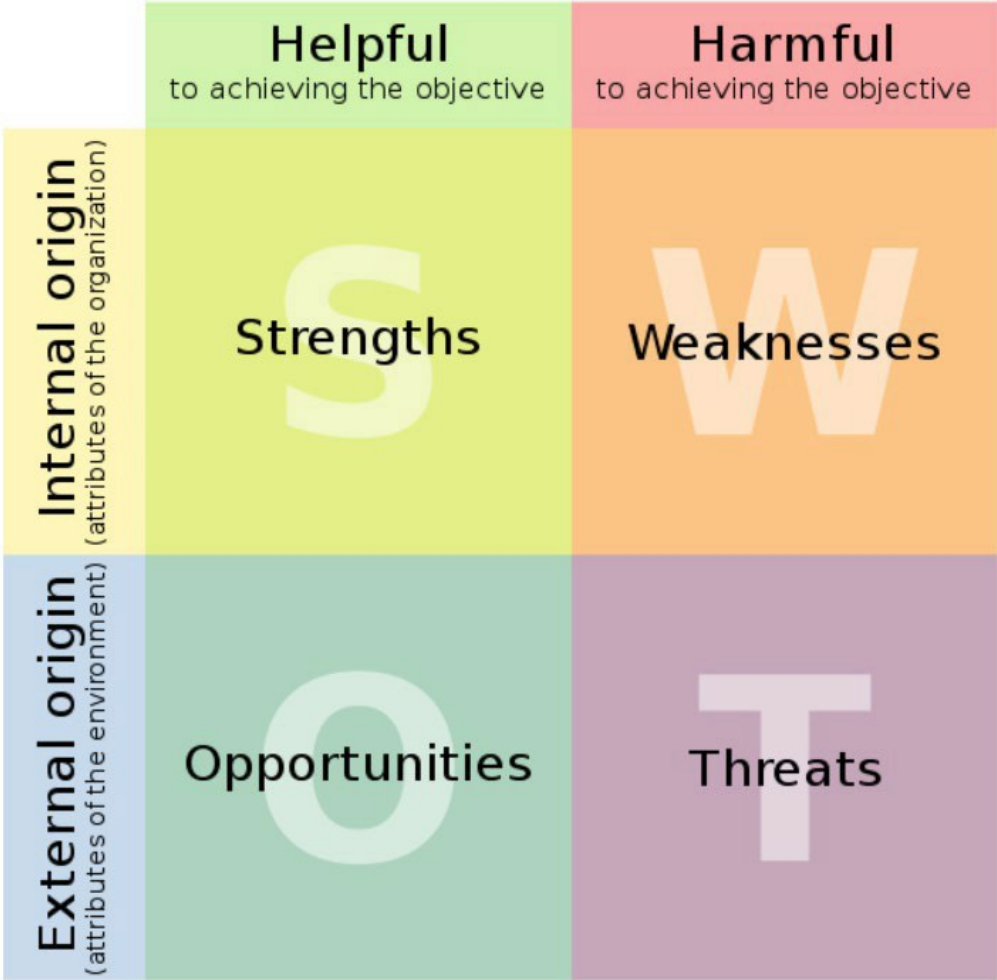 Helpful
to achieving the objective
Harmful
to achieving the objective
Internal origin
(attributes of the organization)
S
Strengths
W
Weaknesses
External origin
(attributes of the environment)
O
Opportunities
T
Threats